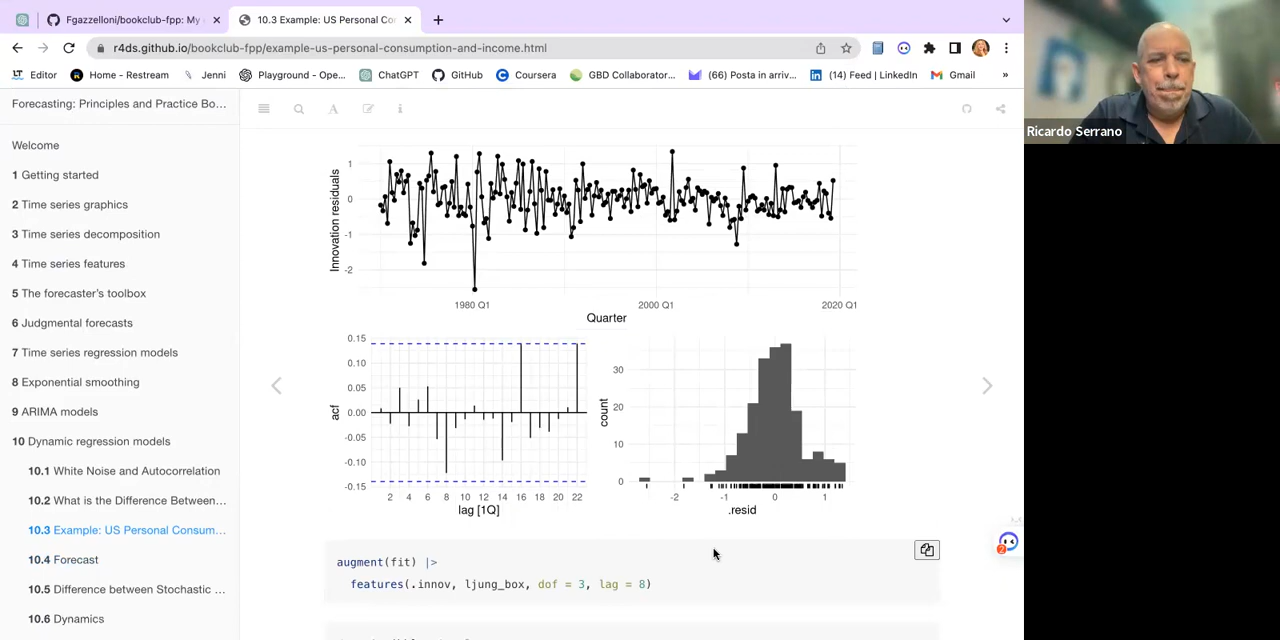 Fgazzelloni/bookclub-fpp: My
10.3 Example: US Personal Co
r4ds.github.io/bookclub-fpp/example-us-personal-consumption-and-income.html
Editor
Home - Restream
Jenni
Playground - Ope...
ChatGPT
GitHub
Coursera
GBD Collaborator...
(66) Posta in arriv...
(14) Feed | LinkedIn
Gmail
»
Ricardo Serrano
Forecasting: Principles and Practice Bo...
Welcome
1 Getting started
2 Time series graphics
3 Time series decomposition
4 Time series features
5 The forecaster's toolbox
6 Judgmental forecasts
7 Time series regression models
8 Exponential smoothing
9 ARIMA models
10 Dynamic regression models
10.1 White Noise and Autocorrelation
10.2 What is the Difference Between...
10.3 Example: US Personal Consum...
10.4 Forecast
10.5 Difference between Stochastic ...
10.6 Dynamics
Innovation residuals
1
0
-1
-2
1980 Q1
2000 Q1
2020 Q1
Quarter
acf
0.15
0.10
0.05
0.00
-0.05
-0.10
-0.15
2 4 6 8 10 12 14 16 18 20 22
lag [1Q]
count
30
20
10
0
-2 -1 0 1
.resid
augment(fit) |>
features(.innov, ljung_box, dof = 3, lag = 8)
2